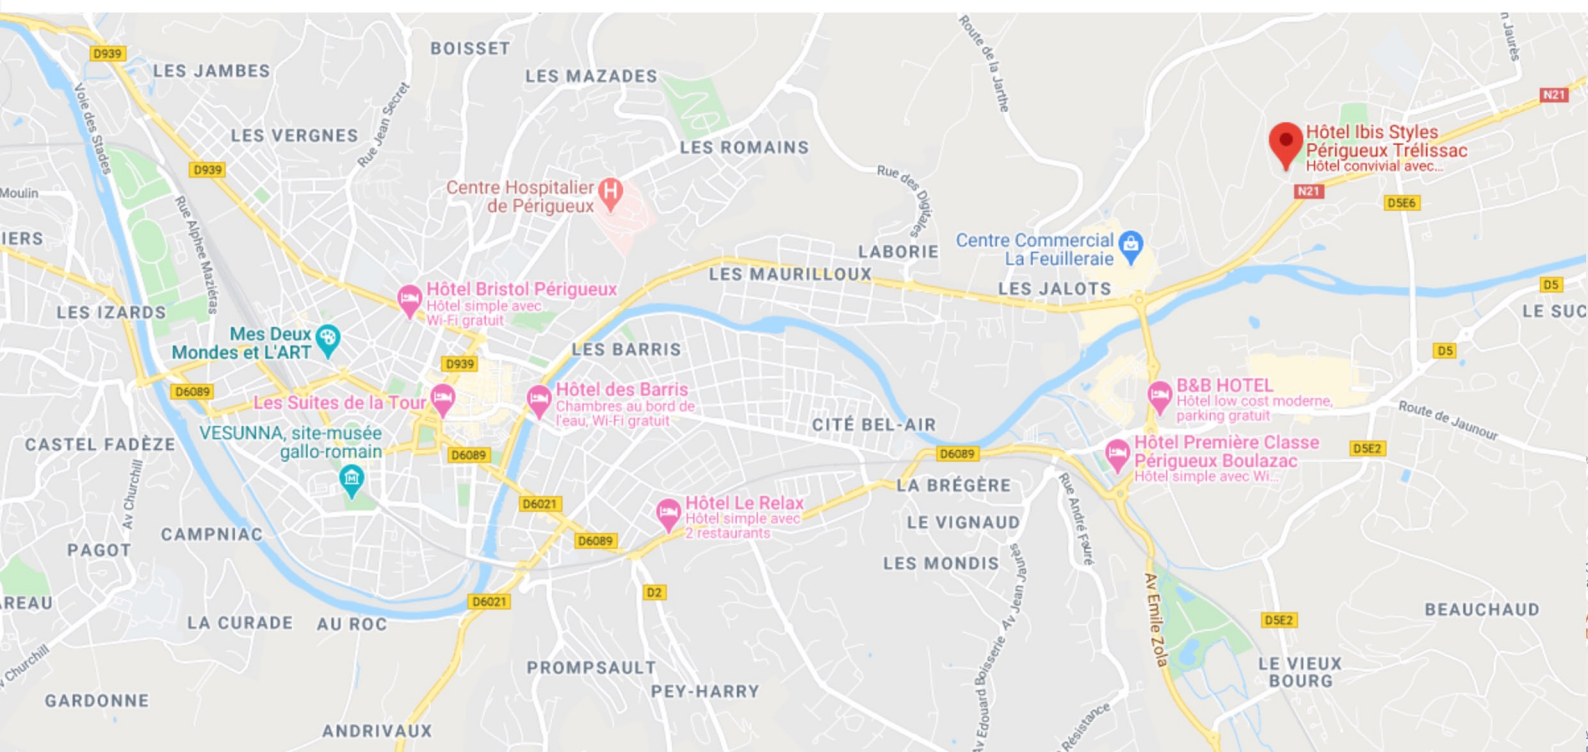 D939
BOISSET
LES JAMBES
LES MAZADES
Route de la Jarthe
n Jaurès
N21
Voie des Stades
Rue Jean Secret
LES VERGNES
LES ROMAINS
Hôtel Ibis Styles
Périgueux Trélissac
Hôtel convivial avec...
D939
Rue des Digitales
N21
D5E6
Moulin
Centre Hospitalier
de Périgueux
H
Rue Alphee Maziéras
IERS
LABORIE
Centre Commercial
La Feuilleraie
LES MAURILLOUX
LES JALOTS
D5
Hôtel Bristol Périgueux
Hôtel simple avec
Wi-Fi gratuit
LES IZARDS
LE SUC
Mes Deux
Mondes et L'ART
LES BARRIS
D5
D939
D6089
Les Suites de la Tour
Hôtel des Barris
Chambres au bord de
l'eau, Wi-Fi gratuit
B&B HOTEL
Hôtel low cost moderne,
parking gratuit
Route de Jaunour
CITÉ BEL-AIR
VESUNNA, site-musée
gallo-romain
CASTEL FADÈZE
D6089
D6089
Hôtel Première Classe
Périgueux Boulazac
Hôtel simple avec Wi...
D5E2
Av Churchill
LA BRÉGÈRE
Rue André Fauré
D6021
Hôtel Le Relax
Hôtel simple avec
2 restaurants
LE VIGNAUD
CAMPNIAC
PAGOT
D6089
LES MONDIS
Av Jean Jaurès
D2
D6021
AREAU
LA CURADE
AU ROC
Av Emile Zola
D5E2
BEAUCHAUD
v Churchill
PROMPSAULT
PEY-HARRY
Av Edouard Boisserie
LE VIEUX
BOURG
GARDONNE
ANDRIVAUX
Résistance